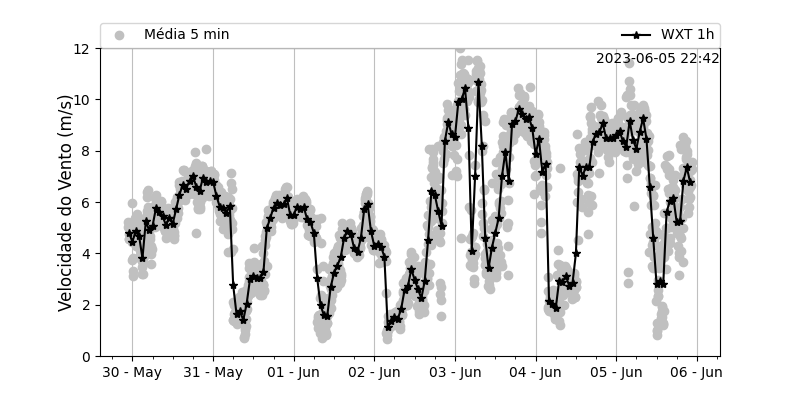 Média 5 min
WXT 1h
2023-06-05 22:42
Velocidade do Vento (m/s)
12
10
8
6
4
2
0
30 - May
31 - May
01 - Jun
02 - Jun
03 - Jun
04 - Jun
05 - Jun
06 - Jun